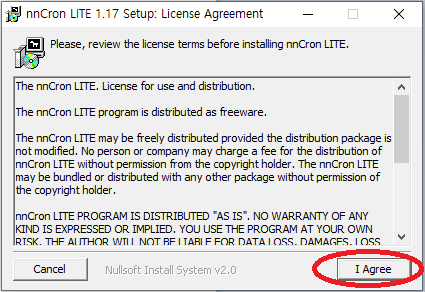 nnCron LITE 1.17 Setup: License Agreement
Please, review the license terms before installing nnCron LITE.
The nnCron LITE. License for use and distribution.
The nnCron LITE program is distributed as freeware.
The nnCron LITE may be freely distributed provided the distribution package is
not modified. No person or company may charge a fee for the distribution of
nnCron LITE without permission from the copyright holder. The nnCron LITE
may be bundled or distributed with any other package without permission of
the copyright holder.
nnCron LITE PROGRAM IS DISTRIBUTED "AS IS". NO WARRANTY OF ANY
KIND IS EXPRESSED OR IMPLIED. YOU USE THE PROGRAM AT YOUR OWN
RISK. THE AUTHOR WILL NOT BE LIABLE FOR DATA LOSS, DAMAGES, LOSS
Cancel
Nullsoft Install System v2.0
I Agree